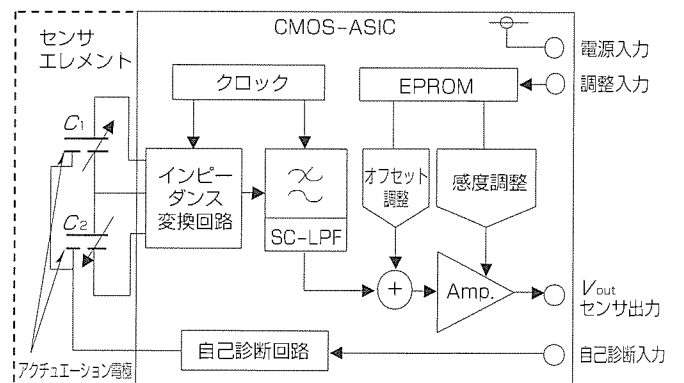 CMOS-ASIC
センサ
エレメント
電源入力
調整入力
クロック
EPROM
C1
インピー
ダンス
変換回路
オフセット
調整
感度調整
C2
SC-LPF
+
Amp.
Vout
センサ出力
自己診断回路
自己診断入力
アクチュエーション電極